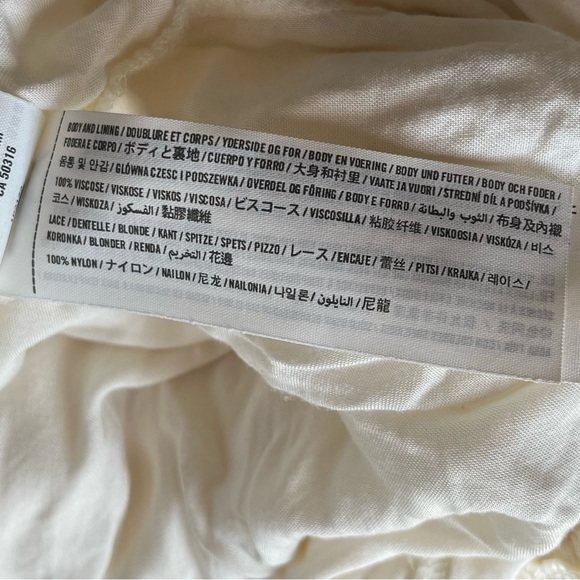 CA 50316
BODY AND LINING / DOUBLURE ET CORPS / YDERSIDE OG FOR / BODY EN VOERING / BODY UND FUTTER / BODY OCH FODER /
FODERA E CORPO / ボディと裏地 / CUERPO Y FORRO / 大身和衬里 / VAATE JA VUORI / STREDNÍ DÍL A PODŠÍVKA /
몸통 및 안감 / GLÓWNA CZESC I PODSZEWKA / OVERDEL OG FÔRING / BODY E FORRO / الثوب والبطانة / 布身及內襯
100% VISCOSE / VISKOSE / VISKOS / VISCOSA / ビスコース / VISCOSILLA / 粘胶纤维 / VISKOOSIA / VISKÓZA / 비스
코스 / WISKOZA / الفسكوز / 黏膠纖維
LACE / DENTELLE / BLONDE / KANT / SPITZE / SPETS / PIZZO / レース / ENCAJE / 蕾丝 / PITSI / KRAJKA / 레이스 /
KORONKA / BLONDER / RENDA / التخريم / 花邊
100% NYLON / ナイロン / NAILON / 尼龙 / NAILONIA / 나일론 / النايلون / 尼龍